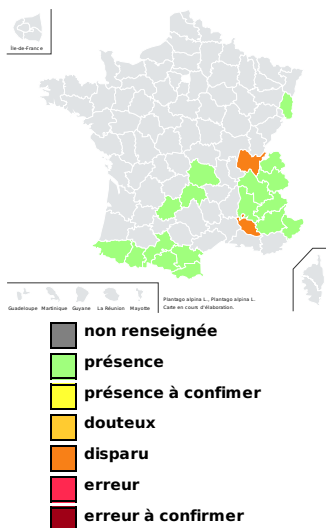 Île-de-France
Guadeloupe Martinique Guyane La Réunion Mayotte
Plantago alpina L., Plantago alpina L.
Carte en cours d'élaboration.
non renseignée
présence
présence à confimer
douteux
disparu
erreur
erreur à confirmer